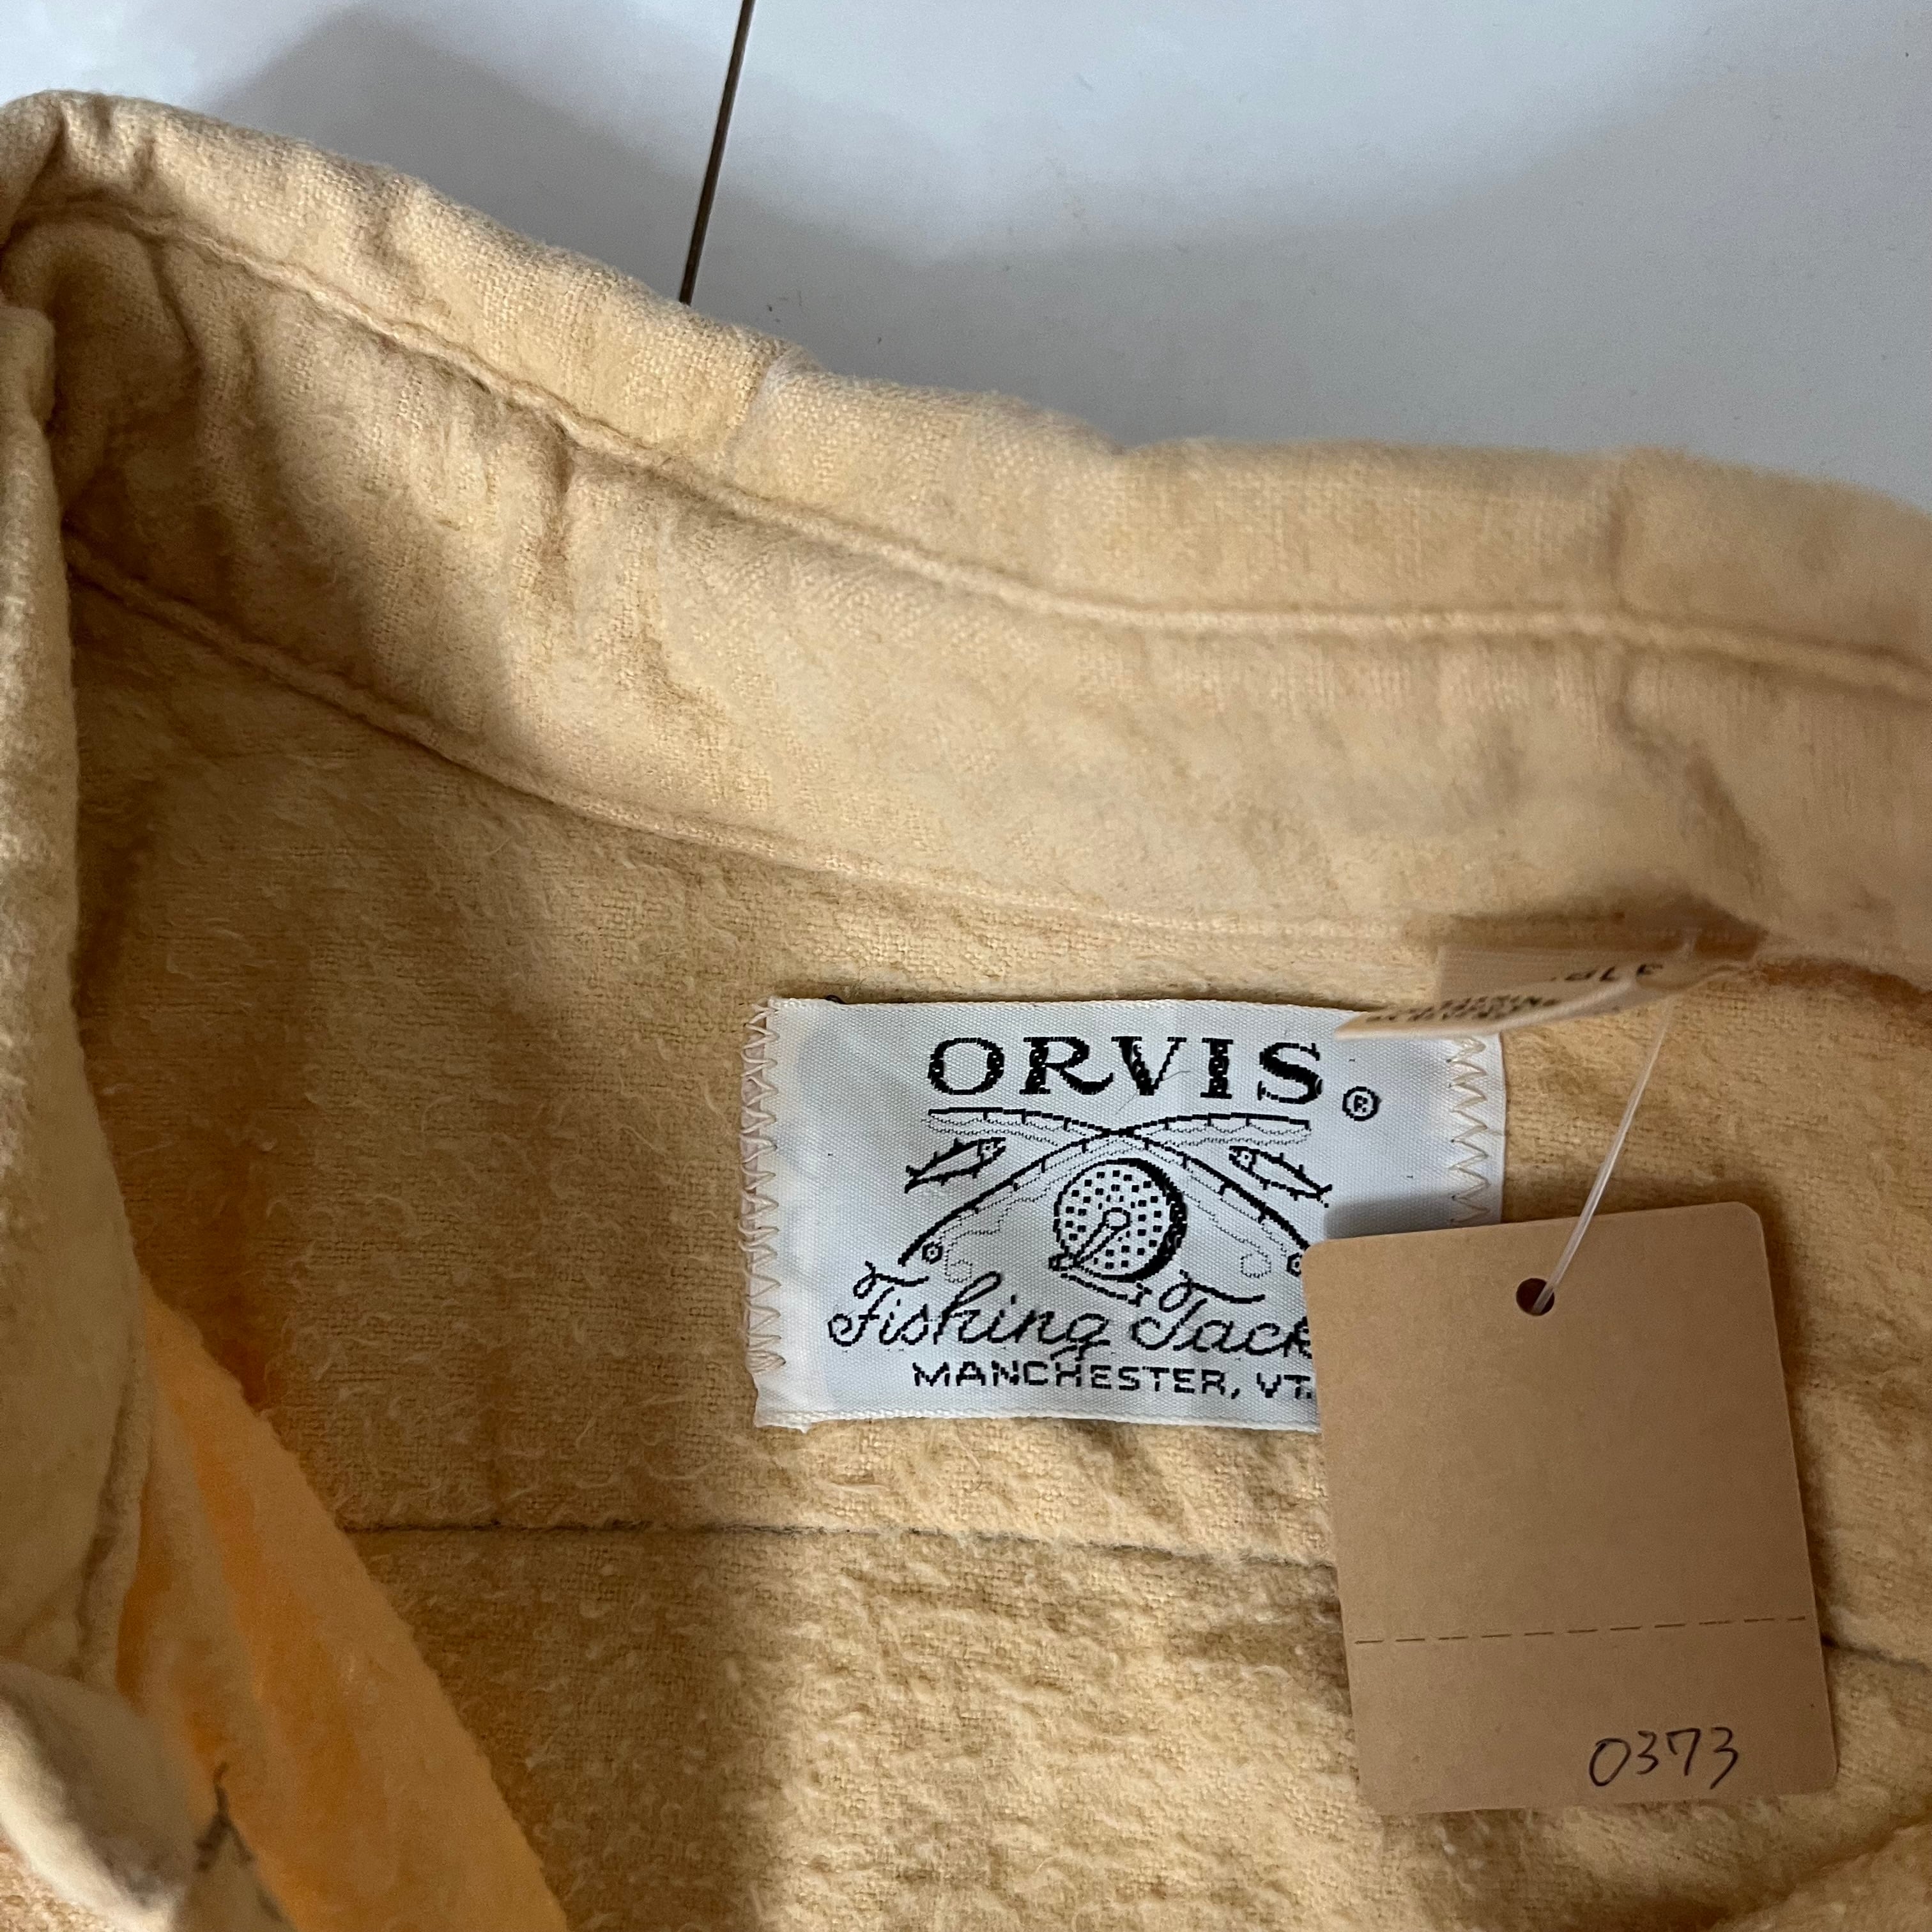 ORVIS®
Fishing Tack
MANCHESTER, VT.
0373